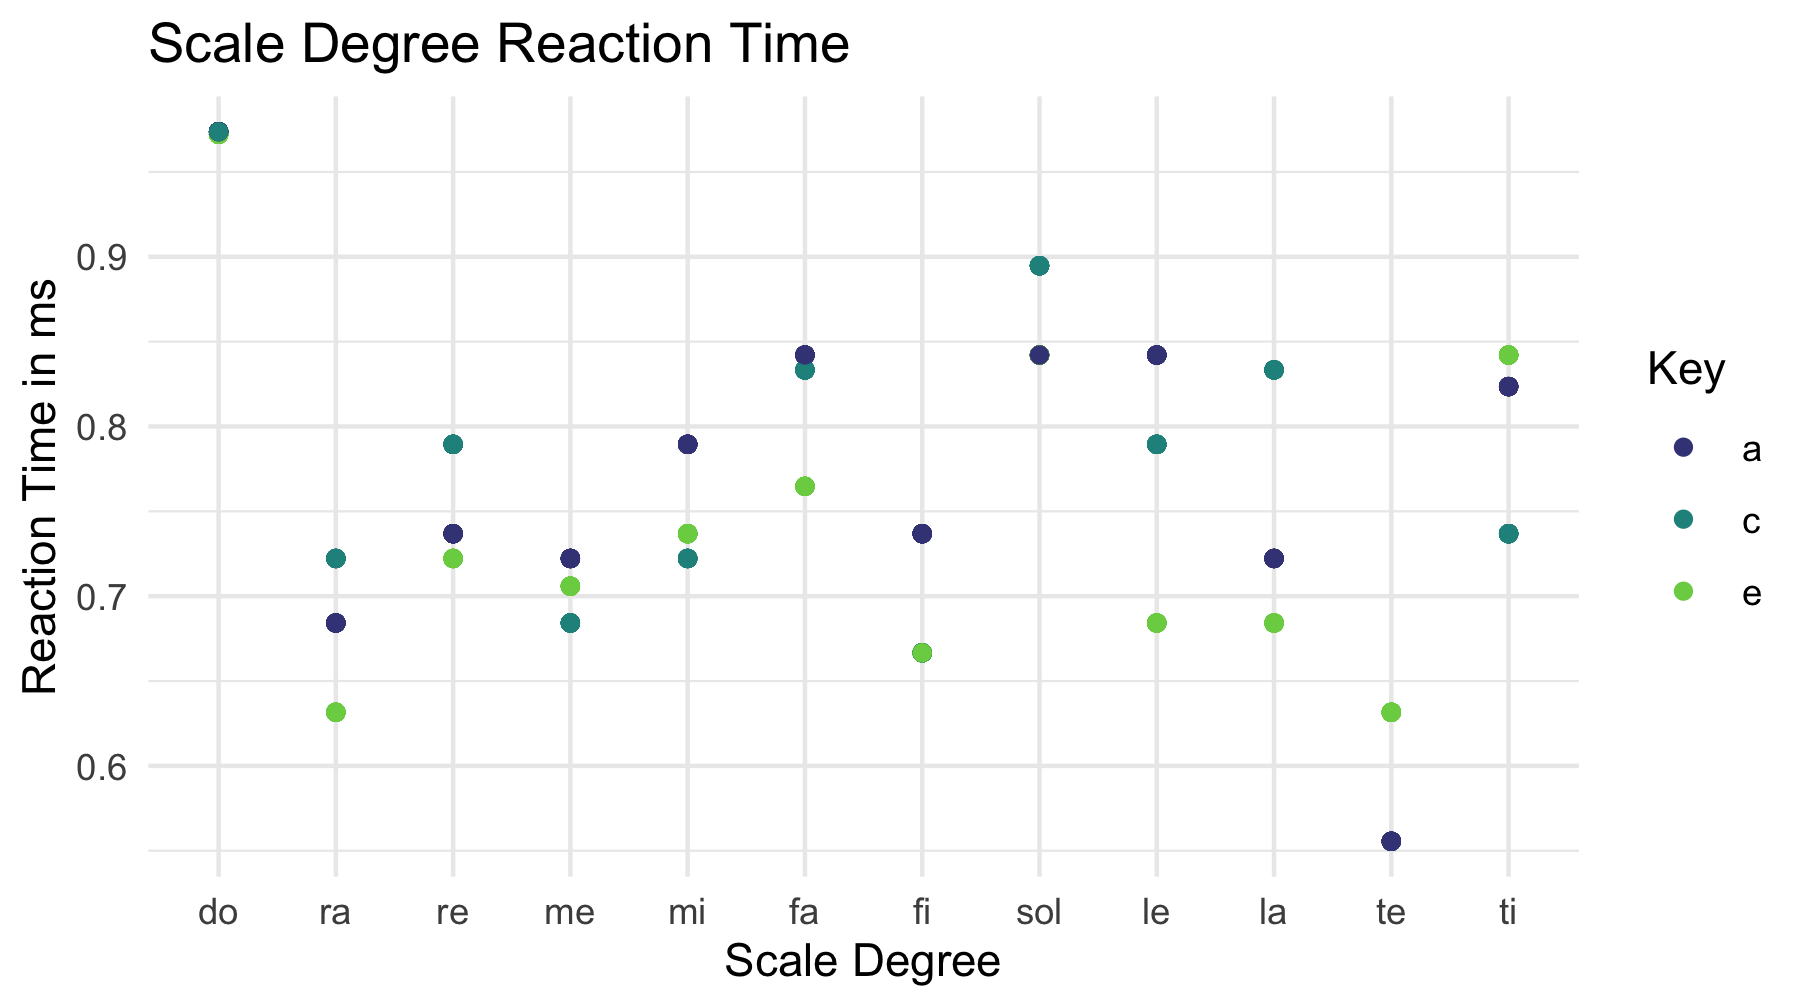 Scale Degree Reaction Time
Reaction Time in ms
0.9
0.8
0.7
0.6
do ra re me mi fa fi sol le la te ti
Scale Degree
Key
a
c
e